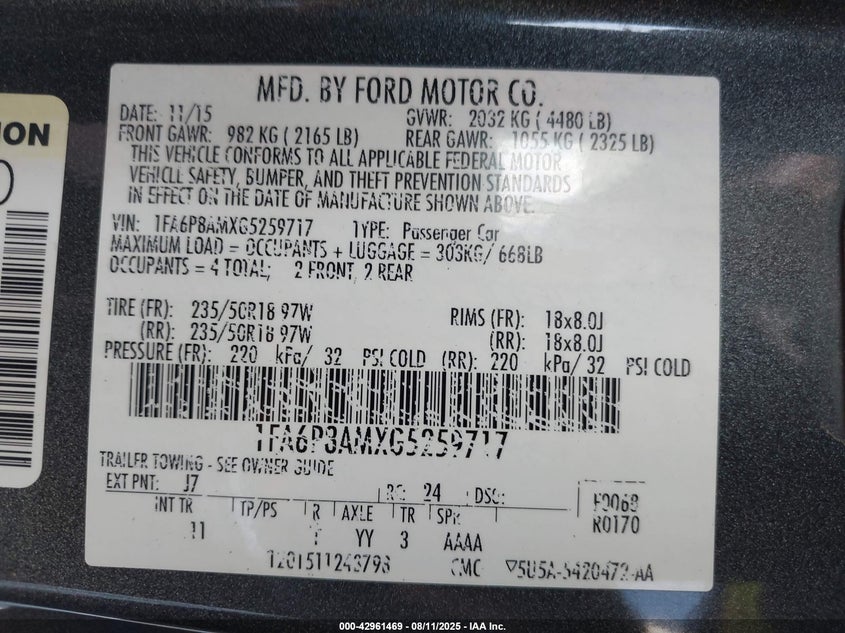 ION
MFD. BY FORD MOTOR CO.
DATE: 11/15 GVWR: 2032 KG ( 4480 LB)
FRONT GAWR: 982 KG ( 2165 LB) REAR GAWR: 1055 KG ( 2325 LB)
THIS VEHICLE CONFORMS TO ALL APPLICABLE FEDERAL MOTOR
VEHICLE SAFETY, BUMPER, AND THEFT PREVENTION STANDARDS
IN EFFECT ON THE DATE OF MANUFACTURE SHOWN ABOVE.
VIN: 1FA6P8AMXG5259717 TYPE: Passenger Car
MAXIMUM LOAD = OCCUPANTS + LUGGAGE = 303KG/ 668LB
OCCUPANTS = 4 TOTAL; 2 FRONT, 2 REAR
TIRE (FR): 235/50R18 97W RIMS (FR): 18x8.0J
(RR): 235/50R18 97W (RR): 18x8.0J
PRESSURE (FR): 220 kPa/ 32 PSI COLD (RR): 220 kPa/ 32 PSI COLD
1FA6P8AMXG5259717
TRAILER TOWING - SEE OWNER GUIDE
EXT PNT: J7 RC: 24 DSO: F0068
INT TR TP/PS R AXLE TR SPR R0170
11 YY 3 AAAA
CMC
000-42961469 - 08/11/2025 - IAA Inc.